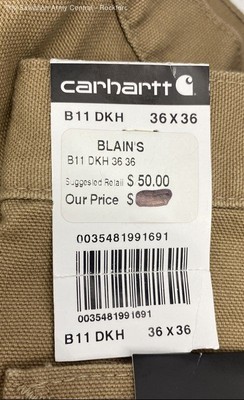 Salvation Army Central - Rockford
carhartt
B11 DKH 36 X 36
BLAIN'S
B11 DKH 36 36
Suggested Retail $ 50.00
Our Price $
0035481991691
0035481991691
B11 DKH 36 X 36